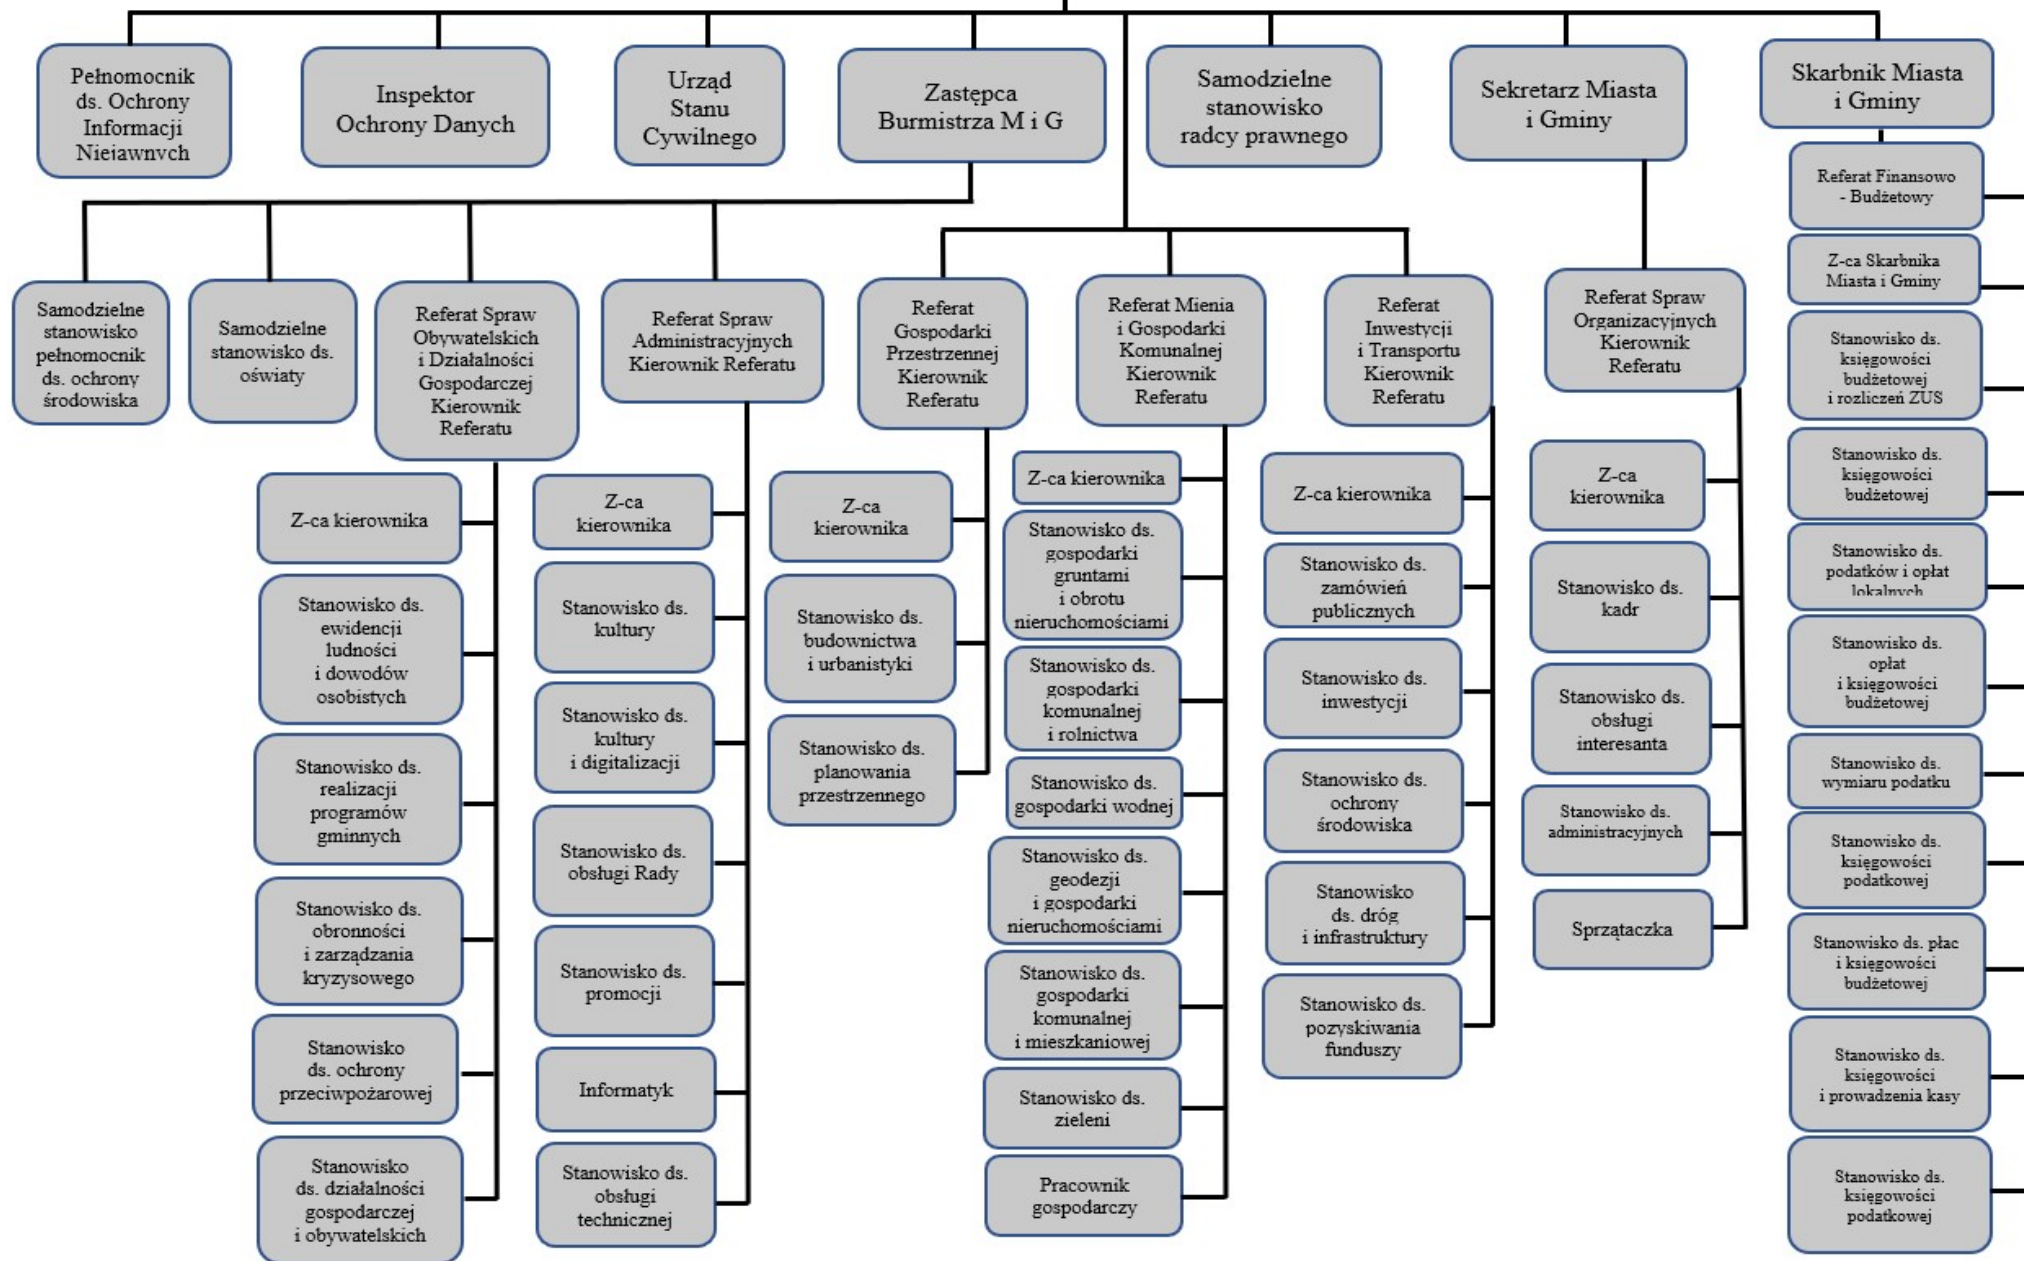 Pełnomocnik
ds. Ochrony
Informacji
Niejawnych
Inspektor
Ochrony Danych
Urząd
Stanu
Cywilnego
Zastępca
Burmistrza M i G
Samodzielne
stanowisko
radcy prawnego
Sekretarz Miasta
i Gminy
Skarbnik Miasta
i Gminy
Samodzielne
stanowisko
pełnomocnik
ds. ochrony
środowiska
Samodzielne
stanowisko ds.
oświaty
Referat Spraw
Obywatelskich
i Działalności
Gospodarczej
Kierownik
Referatu
Z-ca kierownika
Stanowisko ds.
ewidencji
ludności
i dowodów
osobistych
Stanowisko ds.
realizacji
programów
gminnych
Stanowisko ds.
obronności
i zarządzania
kryzysowego
Stanowisko
ds. ochrony
przeciwpożarowej
Stanowisko
ds. działalności
gospodarczej
i obywatelskich
Referat Spraw
Administracyjnych
Kierownik Referatu
Z-ca
kierownika
Stanowisko ds.
kultury
Stanowisko ds.
kultury
i digitalizacji
Stanowisko ds.
obsługi Rady
Stanowisko ds.
promocji
Informatyk
Stanowisko ds.
obsługi
technicznej
Referat
Gospodarki
Przestrzennej
Kierownik
Referatu
Z-ca
kierownika
Stanowisko ds.
budownictwa
i urbanistyki
Stanowisko ds.
planowania
przestrzennego
Referat Mienia
i Gospodarki
Komunalnej
Kierownik
Referatu
Z-ca kierownika
Stanowisko ds.
gospodarki
gruntami
i obrotu
nieruchomościami
Stanowisko ds.
gospodarki
komunalnej
i rolnictwa
Stanowisko ds.
gospodarki wodnej
Stanowisko ds.
geodezji
i gospodarki
nieruchomościami
Stanowisko ds.
gospodarki
komunalnej
i mieszkaniowej
Stanowisko ds.
zieleni
Pracownik
gospodarczy
Referat
Inwestycji
i Transportu
Kierownik
Referatu
Z-ca kierownika
Stanowisko ds.
zamówień
publicznych
Stanowisko ds.
inwestycji
Stanowisko ds.
ochrony
środowiska
Stanowisko
ds. dróg
i infrastruktury
Stanowisko ds.
pozyskiwania
funduszy
Referat Spraw
Organizacyjnych
Kierownik
Referatu
Z-ca
kierownika
Stanowisko ds.
kadr
Stanowisko ds.
obsługi
interesanta
Stanowisko ds.
administracyjnych
Sprzątaczka
Referat Finansowo
- Budżetowy
Z-ca Skarbnika
Miasta i Gminy
Stanowisko ds.
księgowości
budżetowej
i rozliczeń ZUS
Stanowisko ds.
księgowości
budżetowej
Stanowisko ds.
podatków i opłat
lokalnych
Stanowisko ds.
opłat
i księgowości
budżetowej
Stanowisko ds.
wymiaru podatku
Stanowisko ds.
księgowości
podatkowej
Stanowisko ds. płac
i księgowości
budżetowej
Stanowisko ds.
księgowości
i prowadzenia kasy
Stanowisko ds.
księgowości
podatkowej